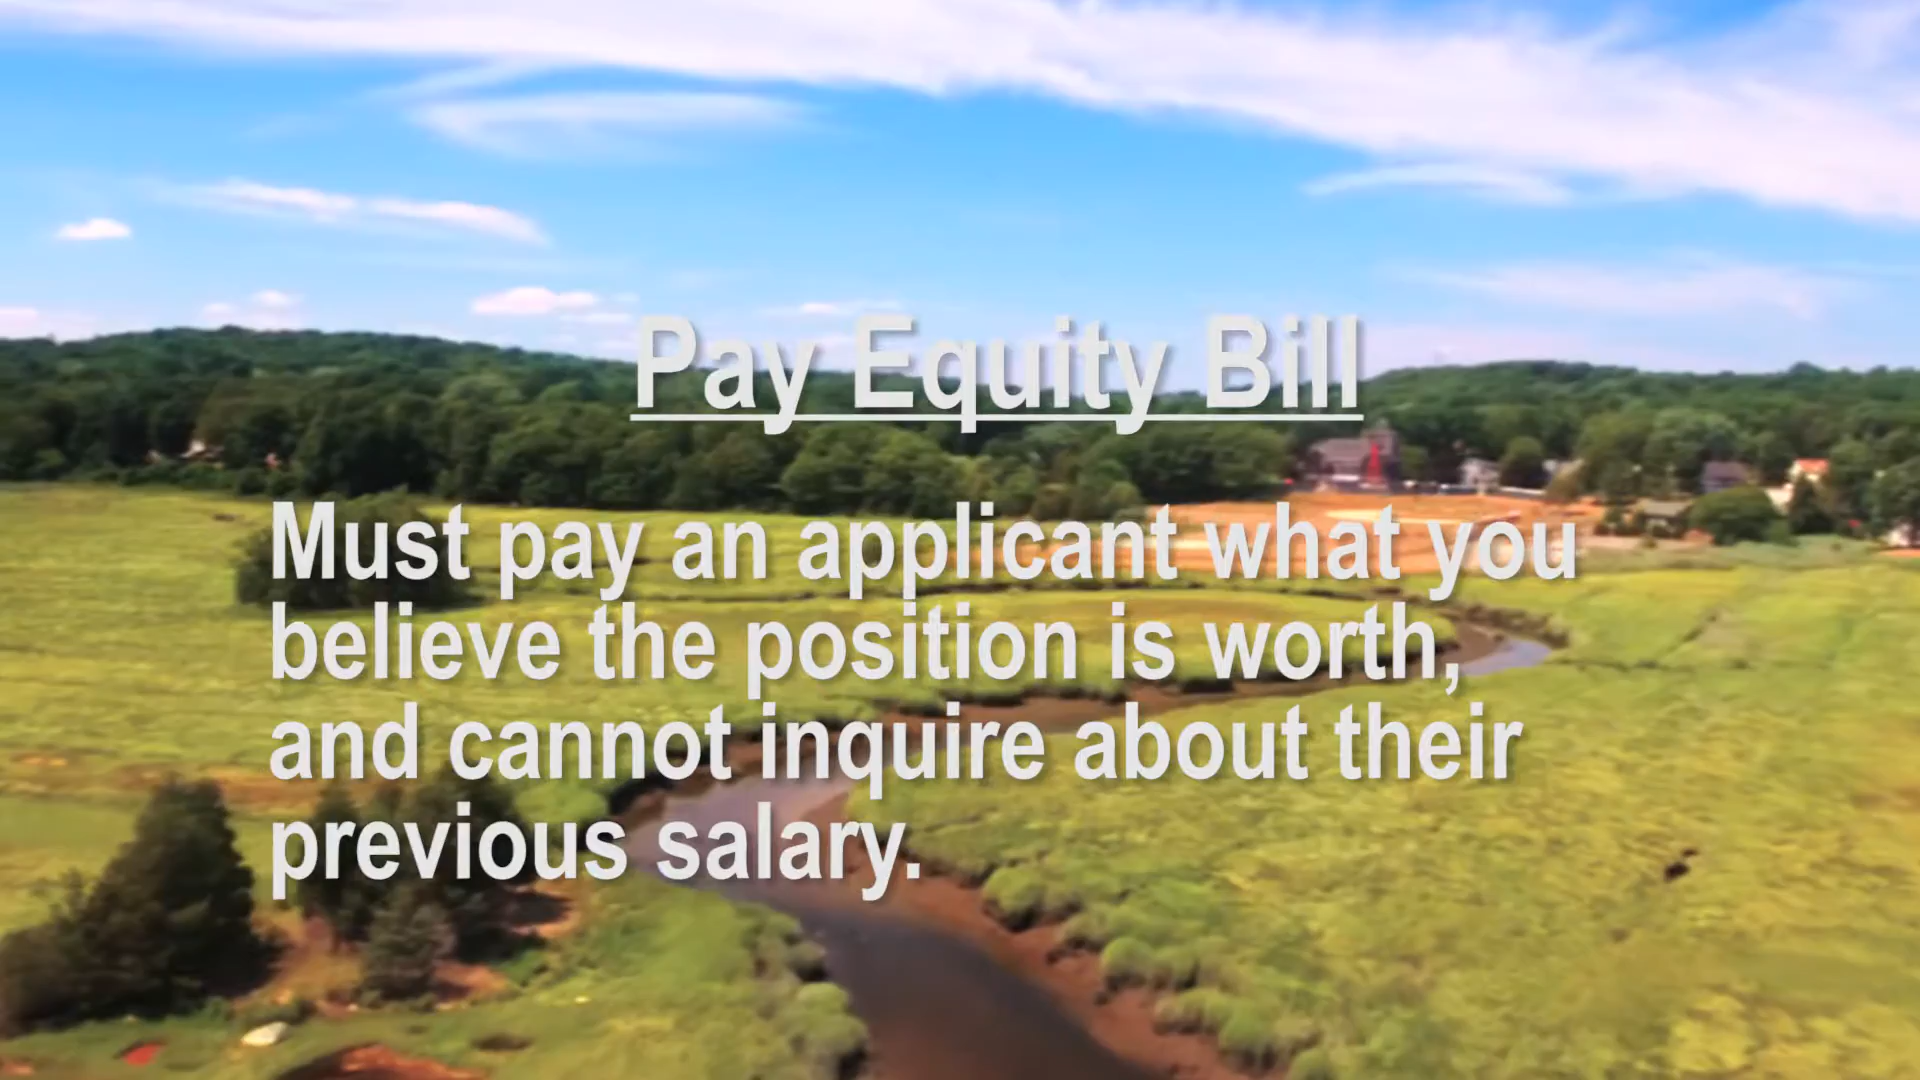 Pay Equity Bill
Must pay an applicant what you
believe the position is worth,
and cannot inquire about their
previous salary.